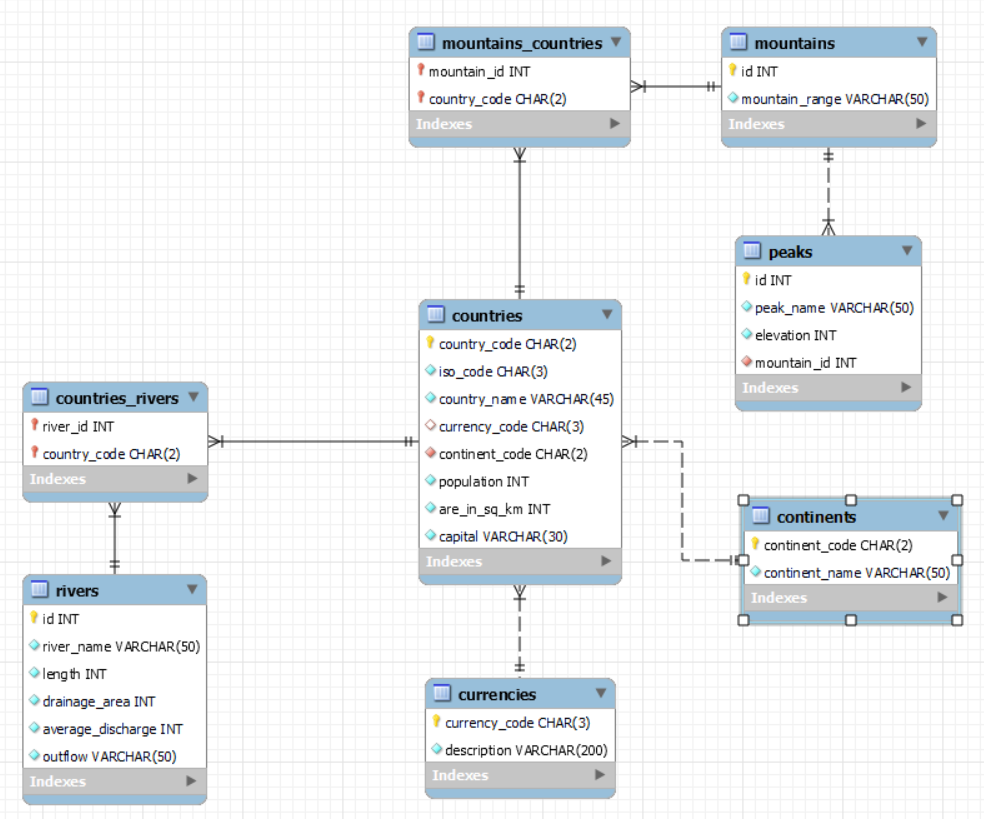 mountains_countries
mountain_id INT
country_code CHAR(2)
Indexes
mountains
id INT
mountain_range VARCHAR(50)
Indexes
peaks
id INT
peak_name VARCHAR(50)
elevation INT
mountain_id INT
Indexes
countries
country_code CHAR(2)
iso_code CHAR(3)
country_name VARCHAR(45)
currency_code CHAR(3)
continent_code CHAR(2)
population INT
are_in_sq_km INT
capital VARCHAR(30)
Indexes
countries_rivers
river_id INT
country_code CHAR(2)
Indexes
continents
continent_code CHAR(2)
continent_name VARCHAR(50)
Indexes
rivers
id INT
river_name VARCHAR(50)
length INT
drainage_area INT
average_discharge INT
outflow VARCHAR(50)
Indexes
currencies
currency_code CHAR(3)
description VARCHAR(200)
Indexes